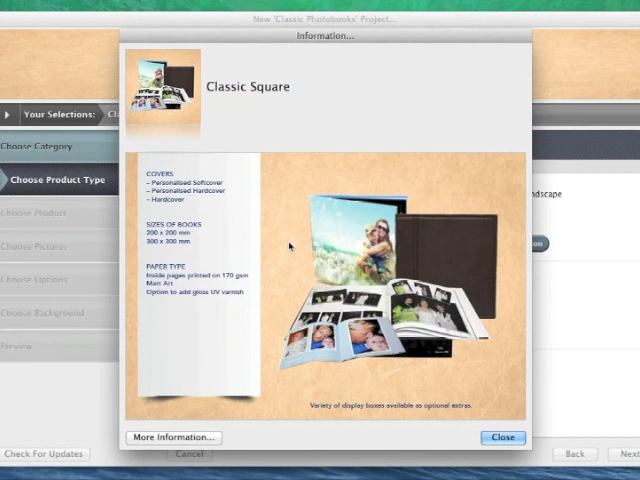 New 'Classic Photobooks' Project...
Information...
Classic Square
Your Selections:
Choose Category
Choose Product Type
Choose Product
Choose Pictures
Choose Options
Choose Background
Preview
COVERS
– Personalised Softcover
– Personalised Hardcover
– Hardcover
SIZES OF BOOKS
200 x 200 mm
300 x 300 mm
PAPER TYPE
Inside pages printed on 170 gsm
Matt Art
Option to add gloss UV varnish
Variety of display boxes available as optional extras.
More Information...
Close
Check For Updates
Cancel
Back
Next